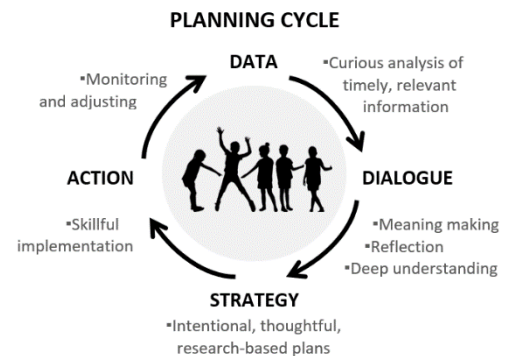 PLANNING CYCLE
DATA
▪Curious analysis of
timely, relevant
information
DIALOGUE
▪Meaning making
▪Reflection
▪Deep understanding
STRATEGY
▪Intentional, thoughtful,
research-based plans
ACTION
▪Skillful
implementation
▪Monitoring
and adjusting